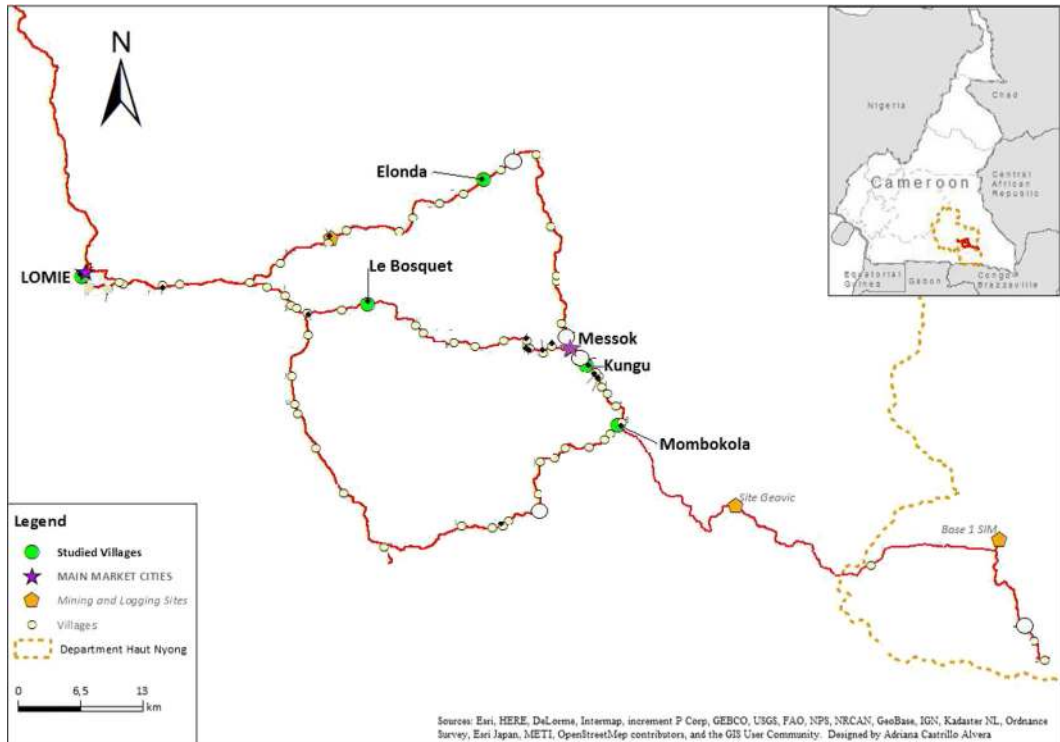 N
Elonda
LOMIE
Le Bosquet
Messok
Kungu
Mombokola
Site Geovic
Base 1 SIM
Nigeria
Chad
Cameroon
Central
African
Republic
Equatorial
Guinea
Gabon
Congo
Brazzaville
Legend
Studied Villages
MAIN MARKET CITIES
Mining and Logging Sites
Villages
Department Haut Nyong
0 6,5 13
km
Sources: Esri, HERE, DeLorme, Intermap, increment P Corp, GEBCO, USGS, FAO, NPS, NRCAN, GeoBase, IGN, Kadaster NL, Ordnance
Survey, Esri Japan, METI, OpenStreetMap contributors, and the GIS User Community. Designed by Adriana Castrillo Alvera